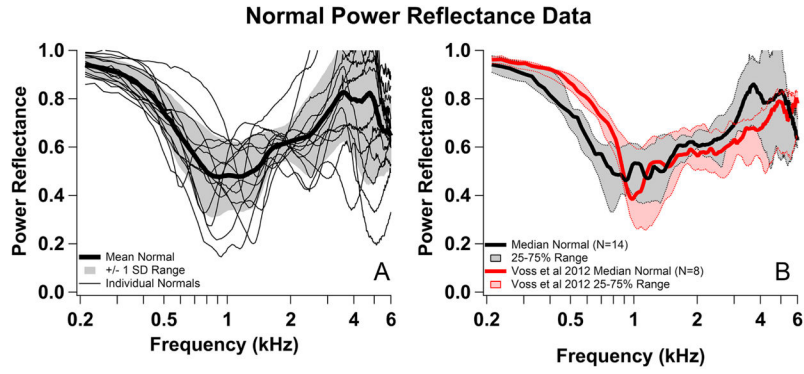 Normal Power Reflectance Data
Power Reflectance
1.0
0.8
0.6
0.4
0.2
0.0
Mean Normal
+/- 1 SD Range
Individual Normals
A
0.2
0.5
1
2
4
6
Frequency (kHz)
Power Reflectance
1.0
0.8
0.6
0.4
0.2
0.0
Median Normal (N=14)
25-75% Range
Voss et al 2012 Median Normal (N=8)
Voss et al 2012 25-75% Range
B
0.2
0.5
1
2
4
6
Frequency (kHz)